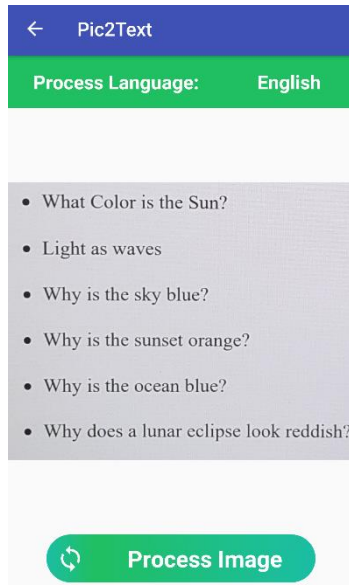 Pic2Text
Process Language: English
• What Color is the Sun?
• Light as waves
• Why is the sky blue?
• Why is the sunset orange?
• Why is the ocean blue?
• Why does a lunar eclipse look reddish?
Process Image